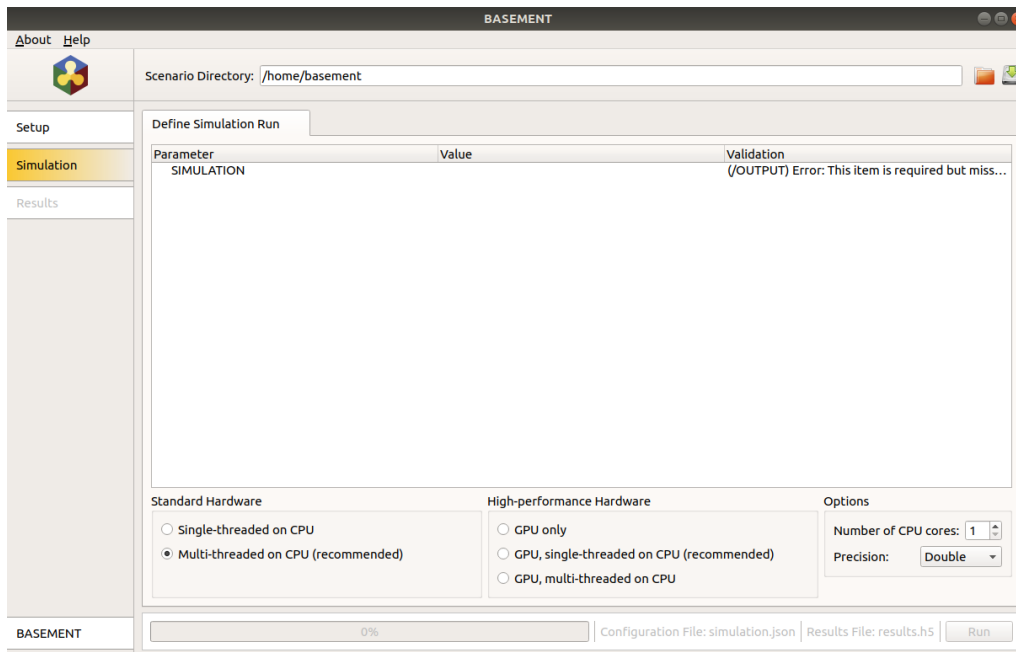 BASEMENT
About Help
Scenario Directory: /home/basement
Setup
Define Simulation Run
Simulation
Results
Parameter Value Validation
SIMULATION (/OUTPUT) Error: This item is required but miss...
Standard Hardware High-performance Hardware Options
Single-threaded on CPU GPU only Number of CPU cores: 1
Multi-threaded on CPU (recommended) GPU, single-threaded on CPU (recommended) Precision: Double
GPU, multi-threaded on CPU
BASEMENT 0% Configuration File: simulation.json Results File: results.h5 Run